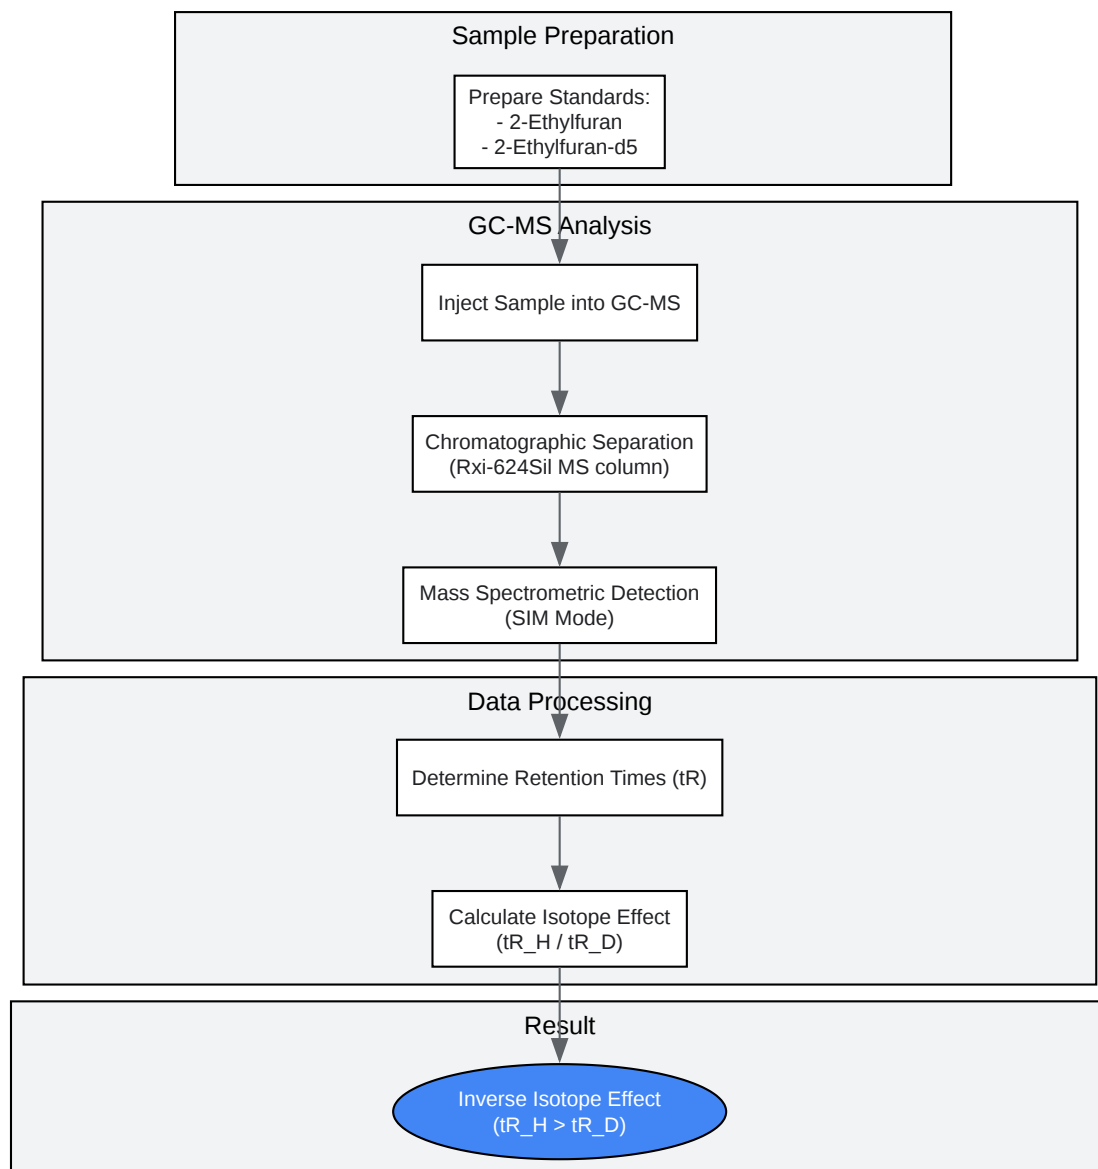 Sample Preparation
Prepare Standards:
- 2-Ethylfuran
- 2-Ethylfuran-d5
GC-MS Analysis
Inject Sample into GC-MS
Chromatographic Separation
(Rxi-624Sil MS column)
Mass Spectrometric Detection
(SIM Mode)
Data Processing
Determine Retention Times (tR)
Calculate Isotope Effect
(tR_H / tR_D)
Result
Inverse Isotope Effect
(tR_H > tR_D)